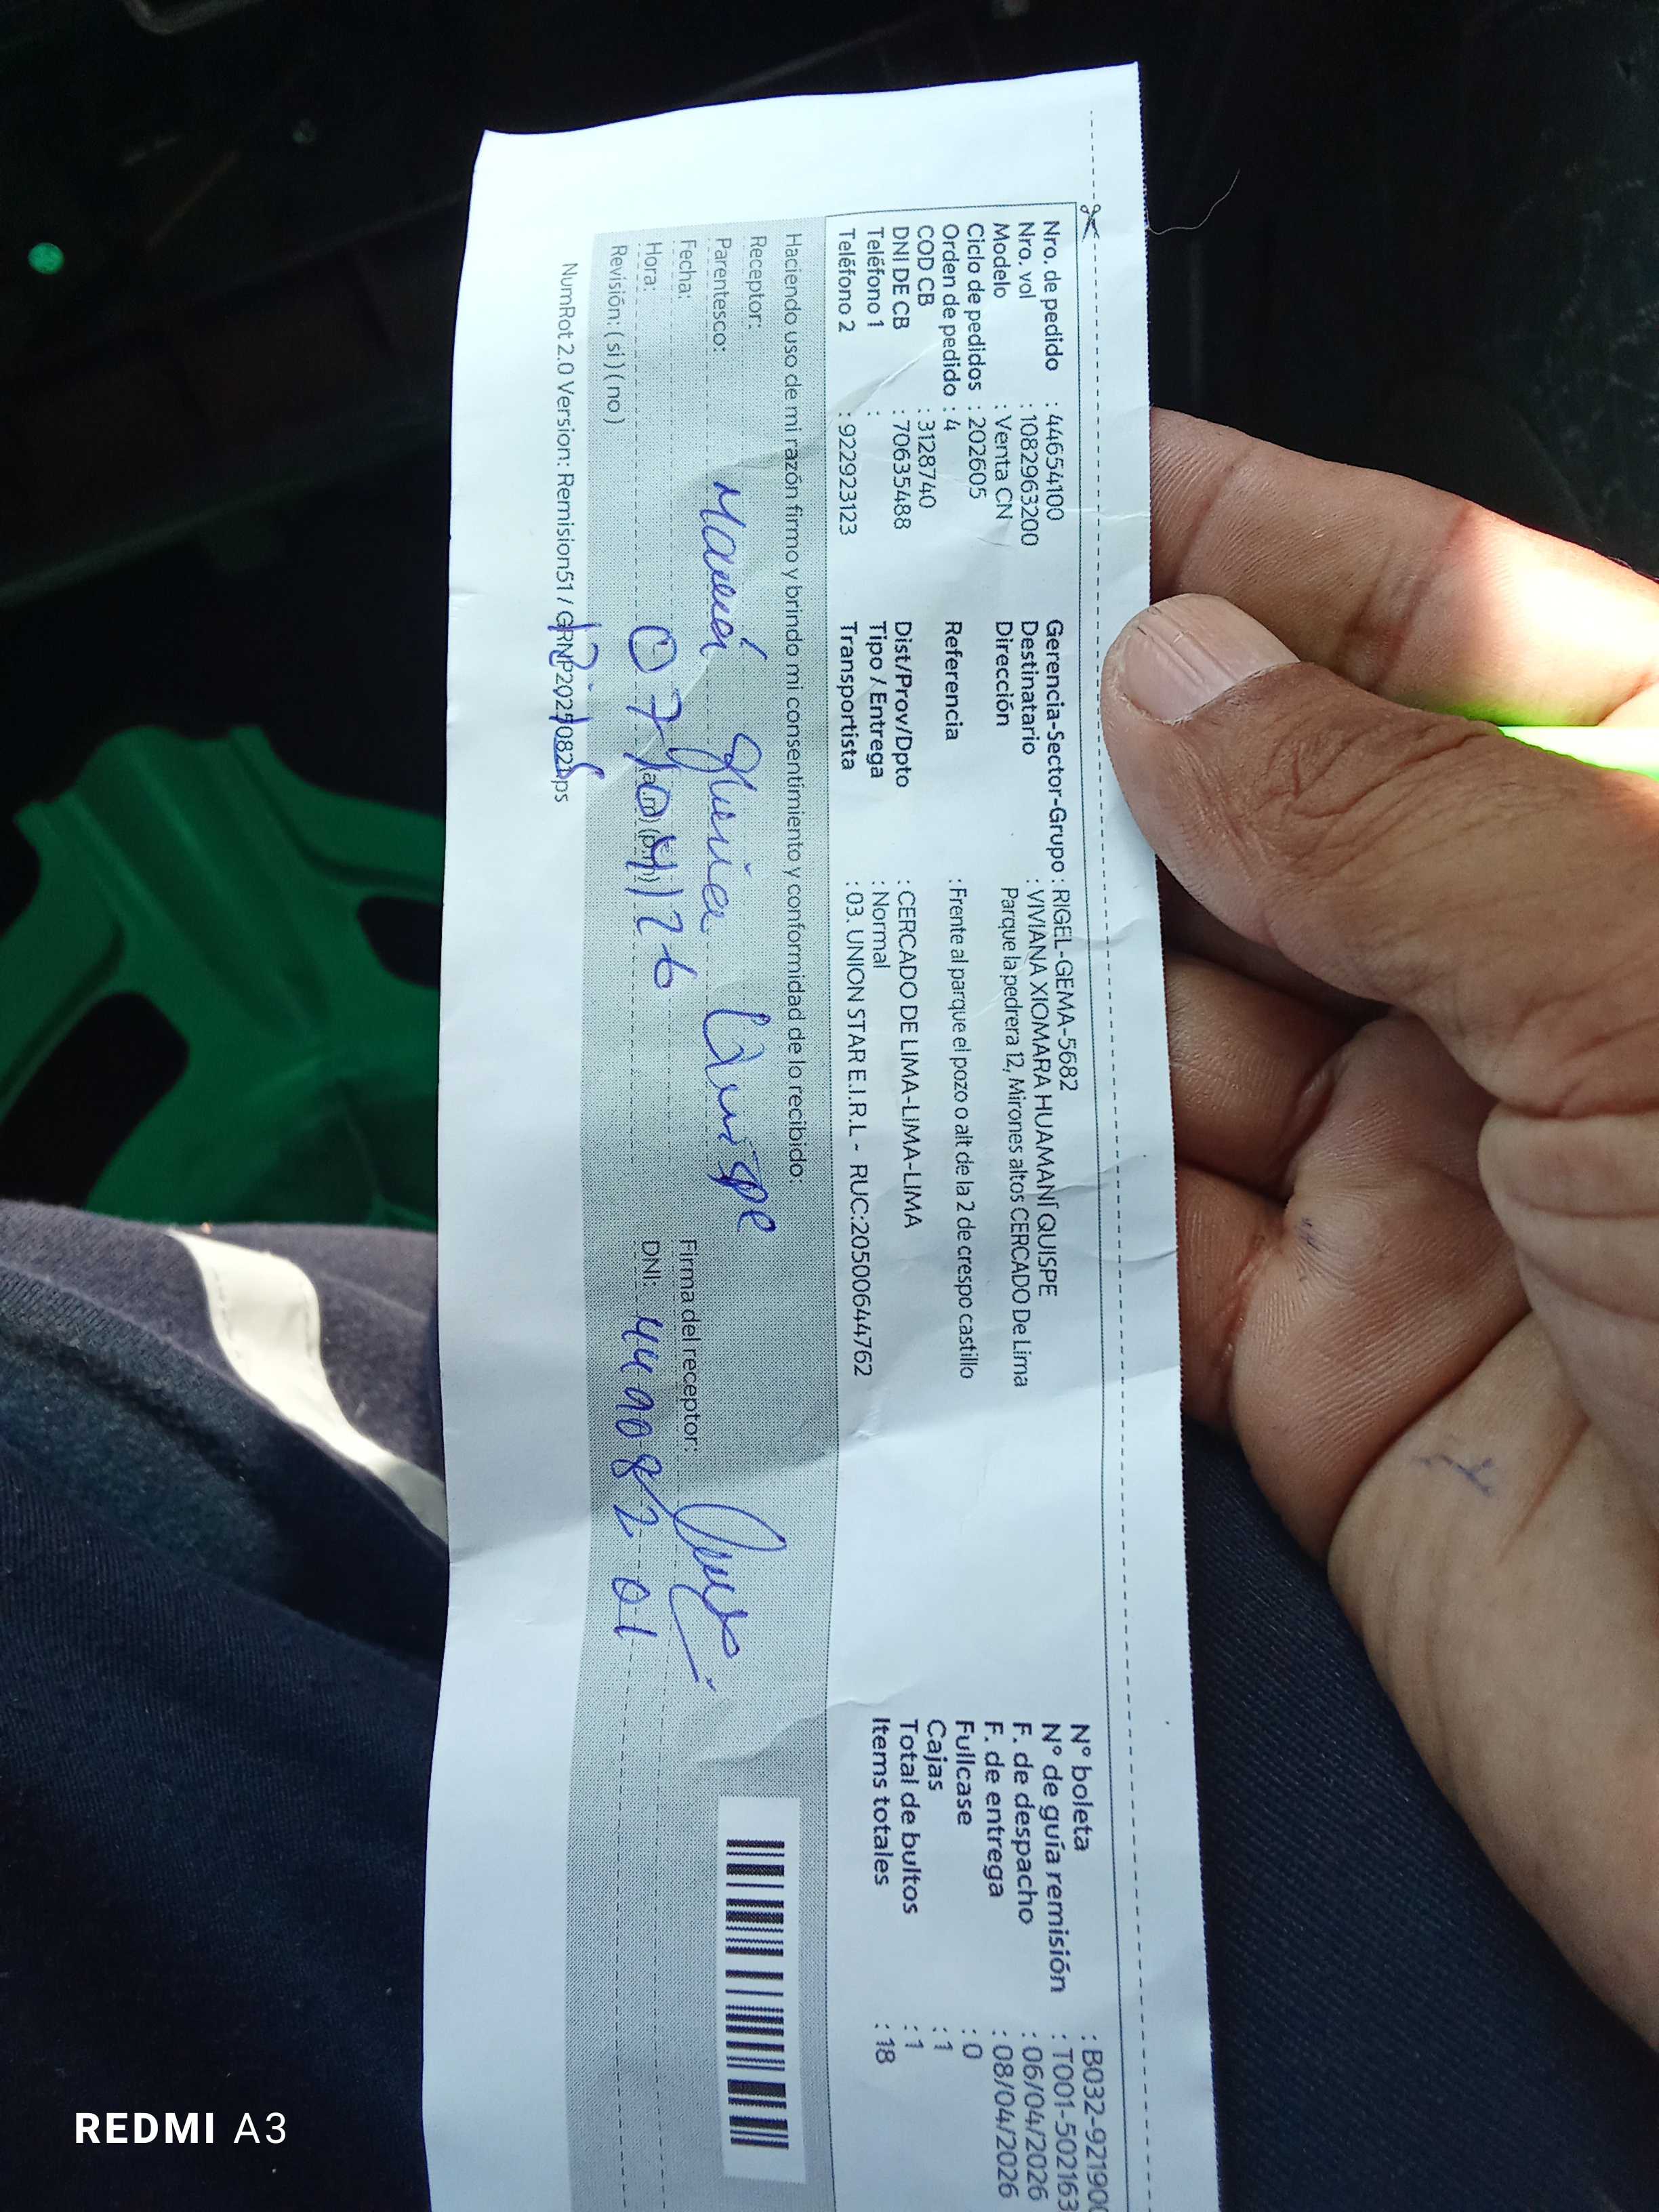 Nro. de pedido : 44654100
Nro. vol : 1082963200
Modelo : Venta CN
Ciclo de pedidos : 202605
Orden de pedido : 4
COD CB : 3128740
DNI DE CB : 70635488
Teléfono 1 :
Teléfono 2 : 922923123
Gerencia-Sector-Grupo : RIGEL-GEMA-5682
Destinatario : VIVIANA XIOMARA HUAMANÍ QUISPE
Dirección Parque la pedrera 12, Mirones altos CERCADO De Lima
Referencia : Frente al parque el pozo o alt de la 2 de crespo castillo
Dist/Prov/Dpto : CERCADO DE LIMA-LIMA-LIMA
Tipo / Entrega : Normal
Transportista : 03. UNION STAR E.I.R.L - RUC:20500644762
N° boleta : B032-92190
N° de guía remisión : T001-502163
F. de despacho : 06/04/2026
F. de entrega : 08/04/2026
Fullcase : 0
Cajas : 1
Total de bultos : 1
Items totales : 18
Haciendo uso de mi razón firmo y brindo mi consentimiento y conformidad de lo recibido:
Receptor:
Parentesco: Mamá Quispe
Fecha: 07/04/26
Firma del receptor:
Hora: (a.m) (p.m)
DNI: 44908201
Revisión: ( si ) ( no )
NumRot 2.0 Version: Remision51 / GRNP20250821ps
REDMI A3